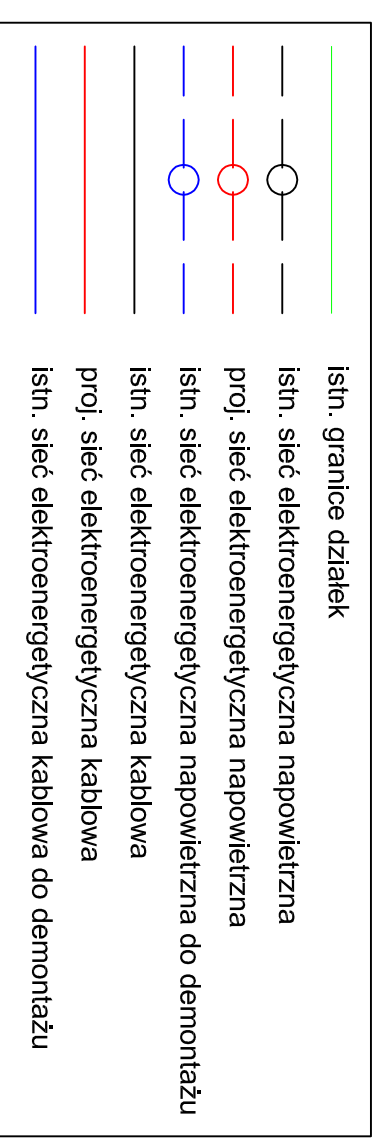 istn. granice działek
istn. sieć elektroenergetyczna napowietrzna
proj. sieć elektroenergetyczna napowietrzna
istn. sieć elektroenergetyczna napowietrzna do demontażu
istn. sieć elektroenergetyczna kablowa
proj. sieć elektroenergetyczna kablowa
istn. sieć elektroenergetyczna kablowa do demontażu